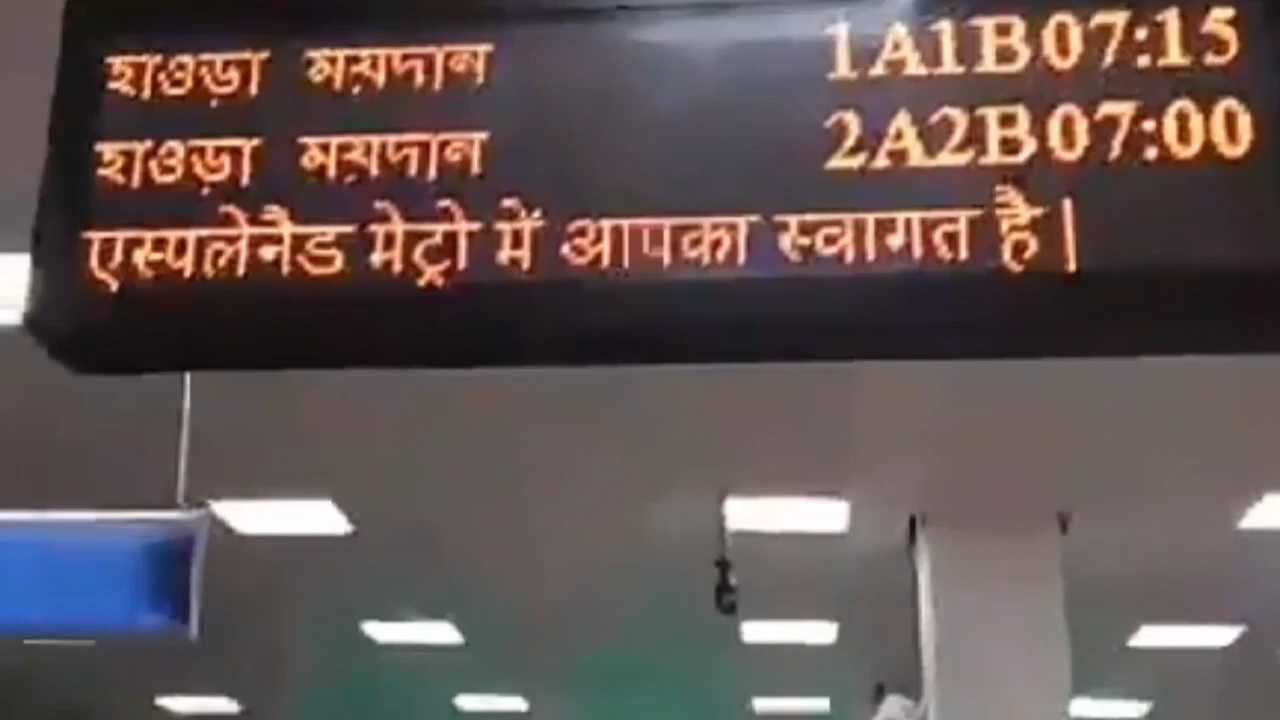 হাওড়া ময়দান 1A1B07:15
হাওড়া ময়দান 2A2B07:00
एस्पलेनैड मेट्रो में आपका स्वागत है|